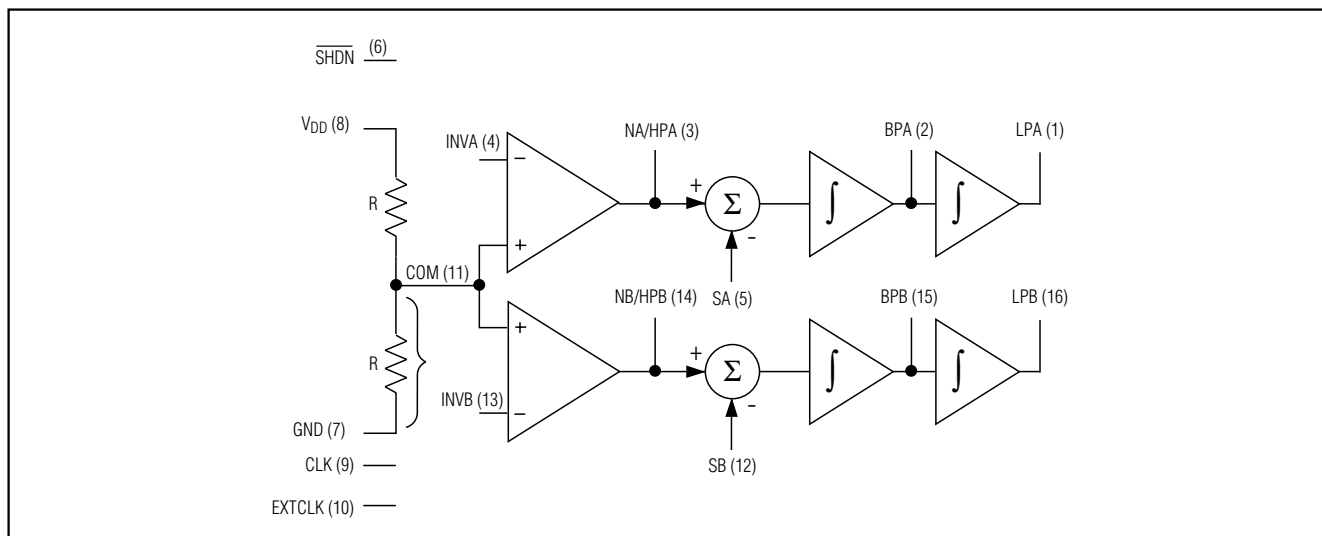 SHDN (6)
VDD (8)
R
COM (11)
R
GND (7)
CLK (9)
EXTCLK (10)
INVA (4)
−
+
NA/HPA (3)
+
Σ
-
SA (5)
∫
BPA (2)
∫
LPA (1)
+
INVB (13)
−
NB/HPB (14)
+
Σ
-
SB (12)
∫
BPB (15)
∫
LPB (16)